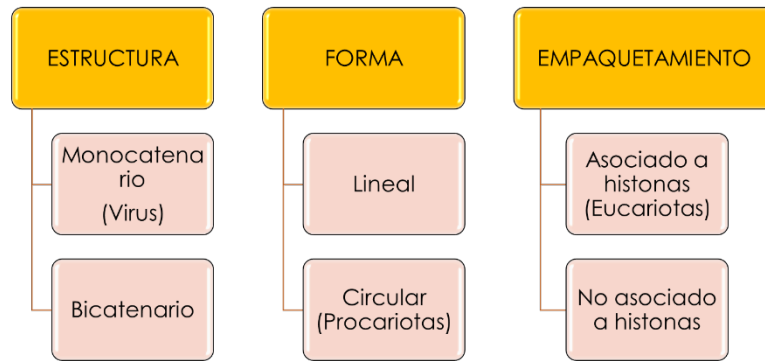 ESTRUCTURA
Monocatena
rio
(Virus)
Bicatenario
FORMA
Lineal
Circular
(Procariotas)
EMPAQUETAMIENTO
Asociado a
histonas
(Eucariotas)
No asociado
a histonas